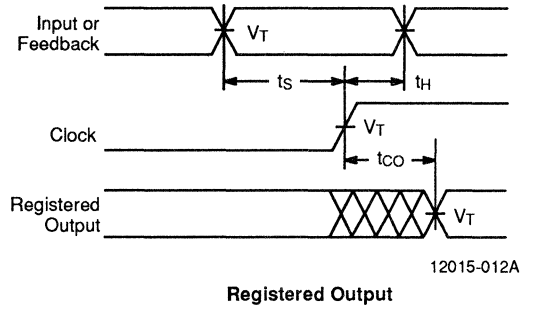 Input or
Feedback
VT
tS
tH
Clock
VT
tCO
Registered
Output
VT
12015-012A
Registered Output